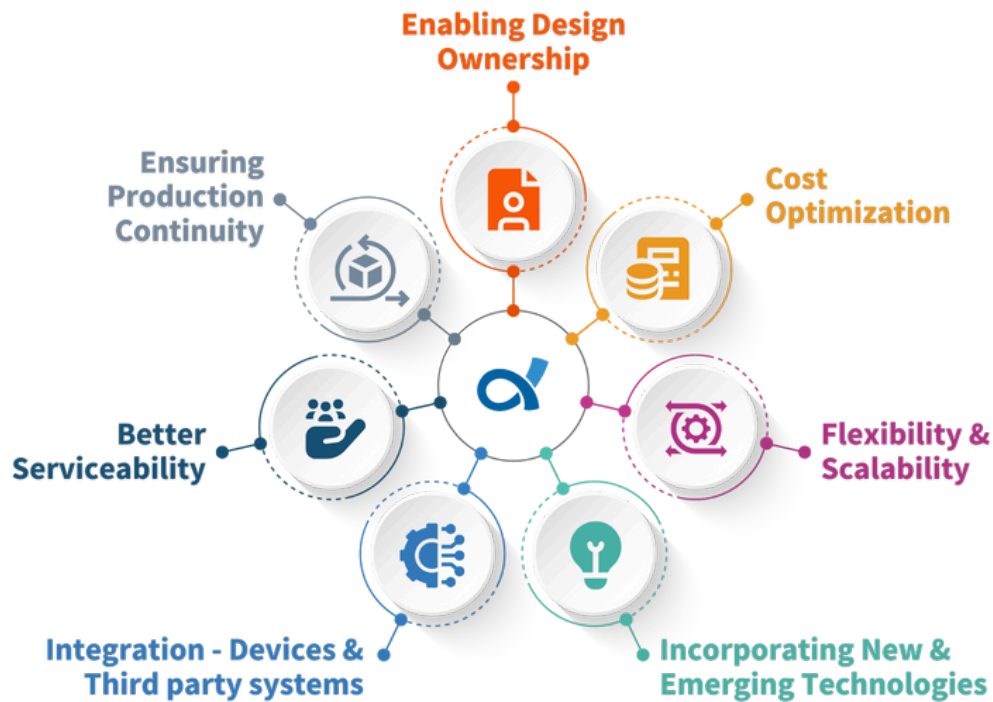 Enabling Design
Ownership
Cost
Optimization
Flexibility &
Scalability
Incorporating New &
Emerging Technologies
Integration - Devices &
Third party systems
Better
Serviceability
Ensuring
Production
Continuity